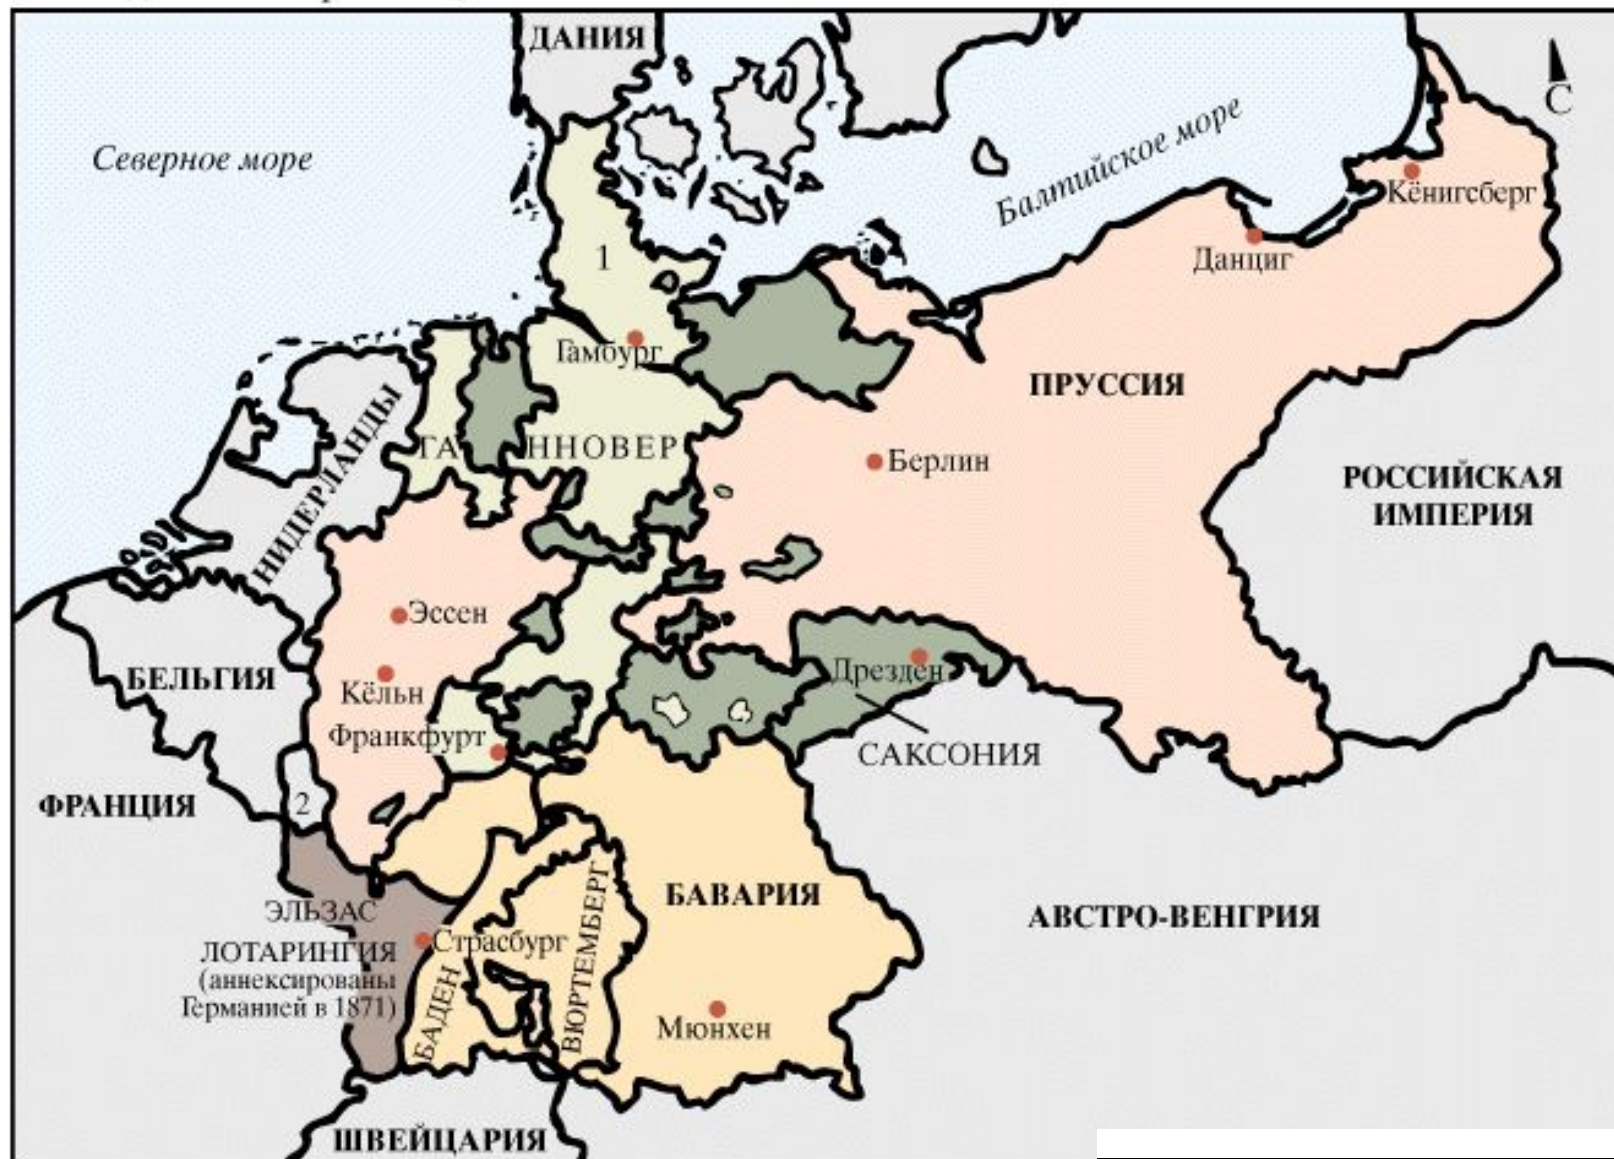 ДАНИЯ
С
Северное море
Балтийское море
Кёнигсберг
Данциг
1
Гамбург
ПРУССИЯ
НИДЕРЛАНДЫ
ГА ННОВЕР
Берлин
РОССИЙСКАЯ
ИМПЕРИЯ
Эссен
БЕЛЬГИЯ
Кёльн
Дрезден
Франкфурт
САКСОНИЯ
ФРАНЦИЯ
2
БАВАРИЯ
АВСТРО-ВЕНГРИЯ
ЭЛЬЗАС
ЛОТАРИНГИЯ
(аннексированы
Германией в 1871)
Страсбург
БАДЕН
ВЮРТЕМБЕРГ
Мюнхен
ШВЕЙЦАРИЯ